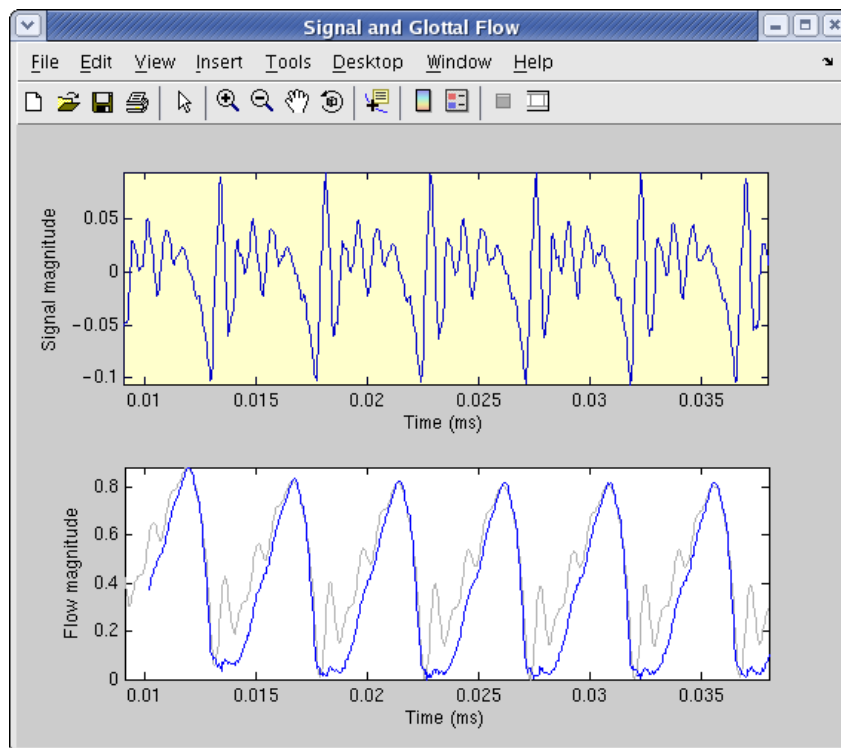 Signal and Glottal Flow
File Edit View Insert Tools Desktop Window Help
Signal magnitude
0.05
0
−0.05
−0.1
0.01 0.015 0.02 0.025 0.03 0.035
Time (ms)
Flow magnitude
0.8
0.6
0.4
0.2
0
0.01 0.015 0.02 0.025 0.03 0.035
Time (ms)